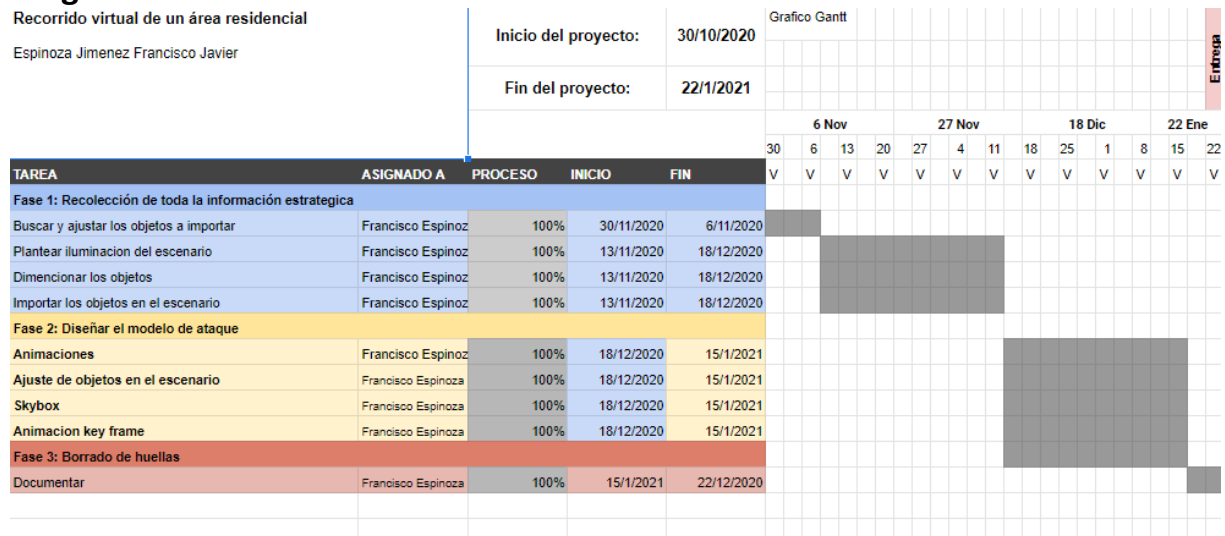 Recorrido virtual de un área residencial
Espinoza Jimenez Francisco Javier
Inicio del proyecto: 30/10/2020
Fin del proyecto: 22/1/2021
Grafico Gantt
Entrega
6 Nov 27 Nov 18 Dic 22 Ene
30 6 13 20 27 4 11 18 25 1 8 15 22
TAREA ASIGNADO A PROCESO INICIO FIN V V V V V V V V V V V V V
Fase 1: Recolección de toda la información estrategica
Buscar y ajustar los objetos a importar Francisco Espinoz 100% 30/11/2020 6/11/2020
Plantear iluminacion del escenario Francisco Espinoz 100% 13/11/2020 18/12/2020
Dimencionar los objetos Francisco Espinoz 100% 13/11/2020 18/12/2020
Importar los objetos en el escenario Francisco Espinoz 100% 13/11/2020 18/12/2020
Fase 2: Diseñar el modelo de ataque
Animaciones Francisco Espinoz 100% 18/12/2020 15/1/2021
Ajuste de objetos en el escenario Francisco Espinoza 100% 18/12/2020 15/1/2021
Skybox Francisco Espinoza 100% 18/12/2020 15/1/2021
Animacion key frame Francisco Espinoza 100% 18/12/2020 15/1/2021
Fase 3: Borrado de huellas
Documentar Francisco Espinoza 100% 15/1/2021 22/12/2020